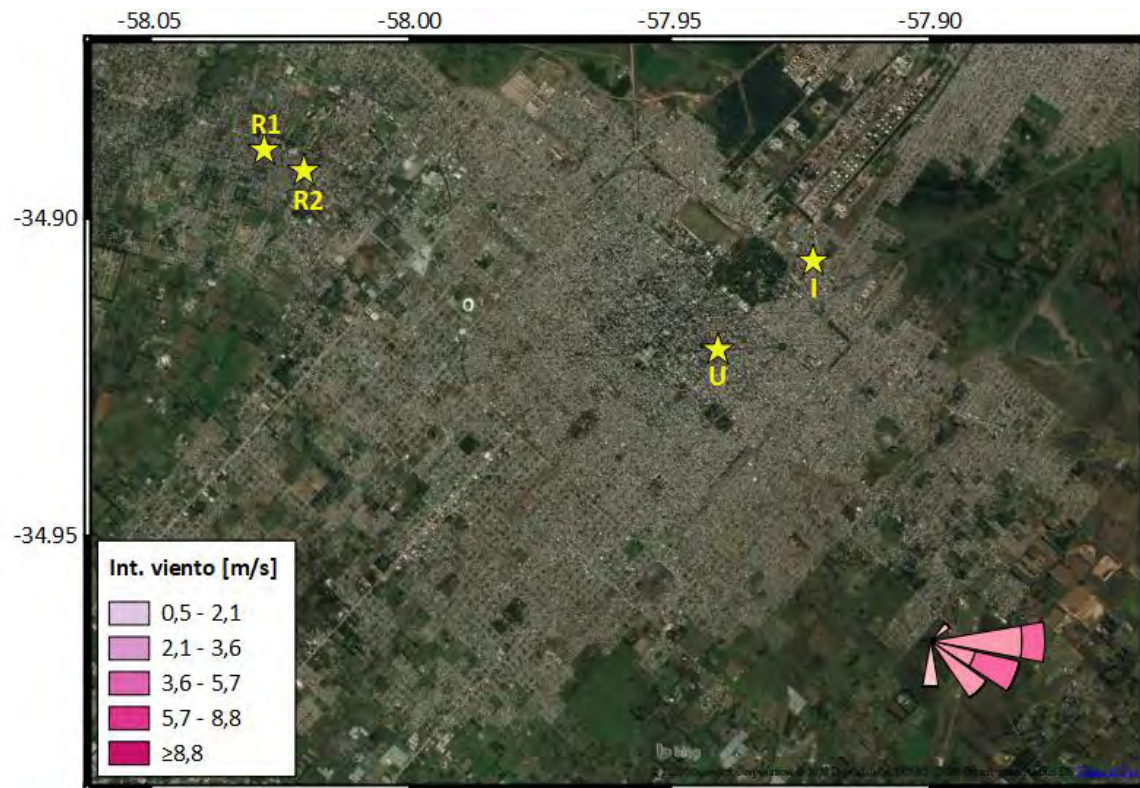 -58.05 -58.00 -57.95 -57.90
R1
R2
-34.90
I
U
-34.95
Int. viento [m/s]
0,5 - 2,1
2,1 - 3,6
3,6 - 5,7
5,7 - 8,8
≥8,8